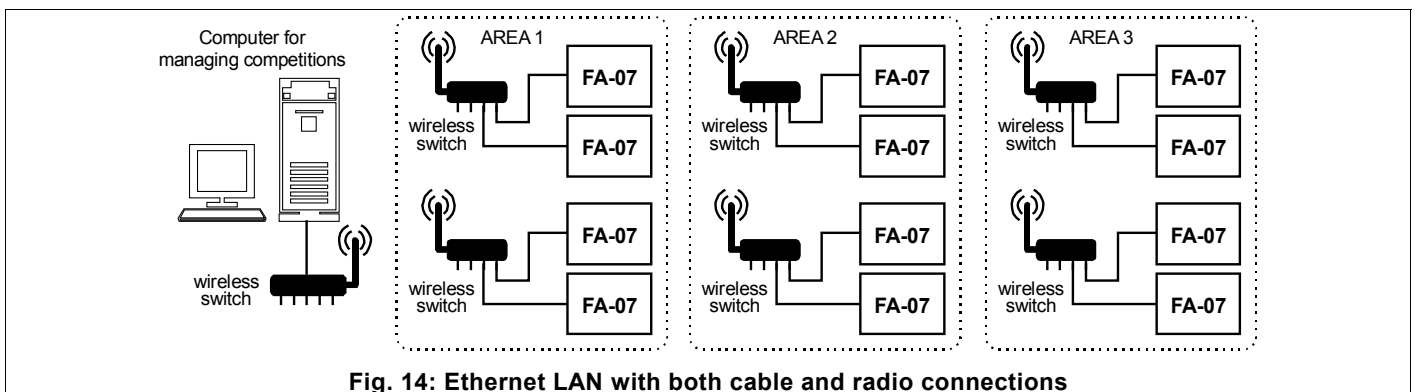 Computer for
managing competitions
wireless
switch
AREA 1
FA-07
wireless
switch
FA-07
FA-07
wireless
switch
FA-07
AREA 2
FA-07
wireless
switch
FA-07
FA-07
wireless
switch
FA-07
AREA 3
FA-07
wireless
switch
FA-07
FA-07
wireless
switch
FA-07
Fig. 14: Ethernet LAN with both cable and radio connections